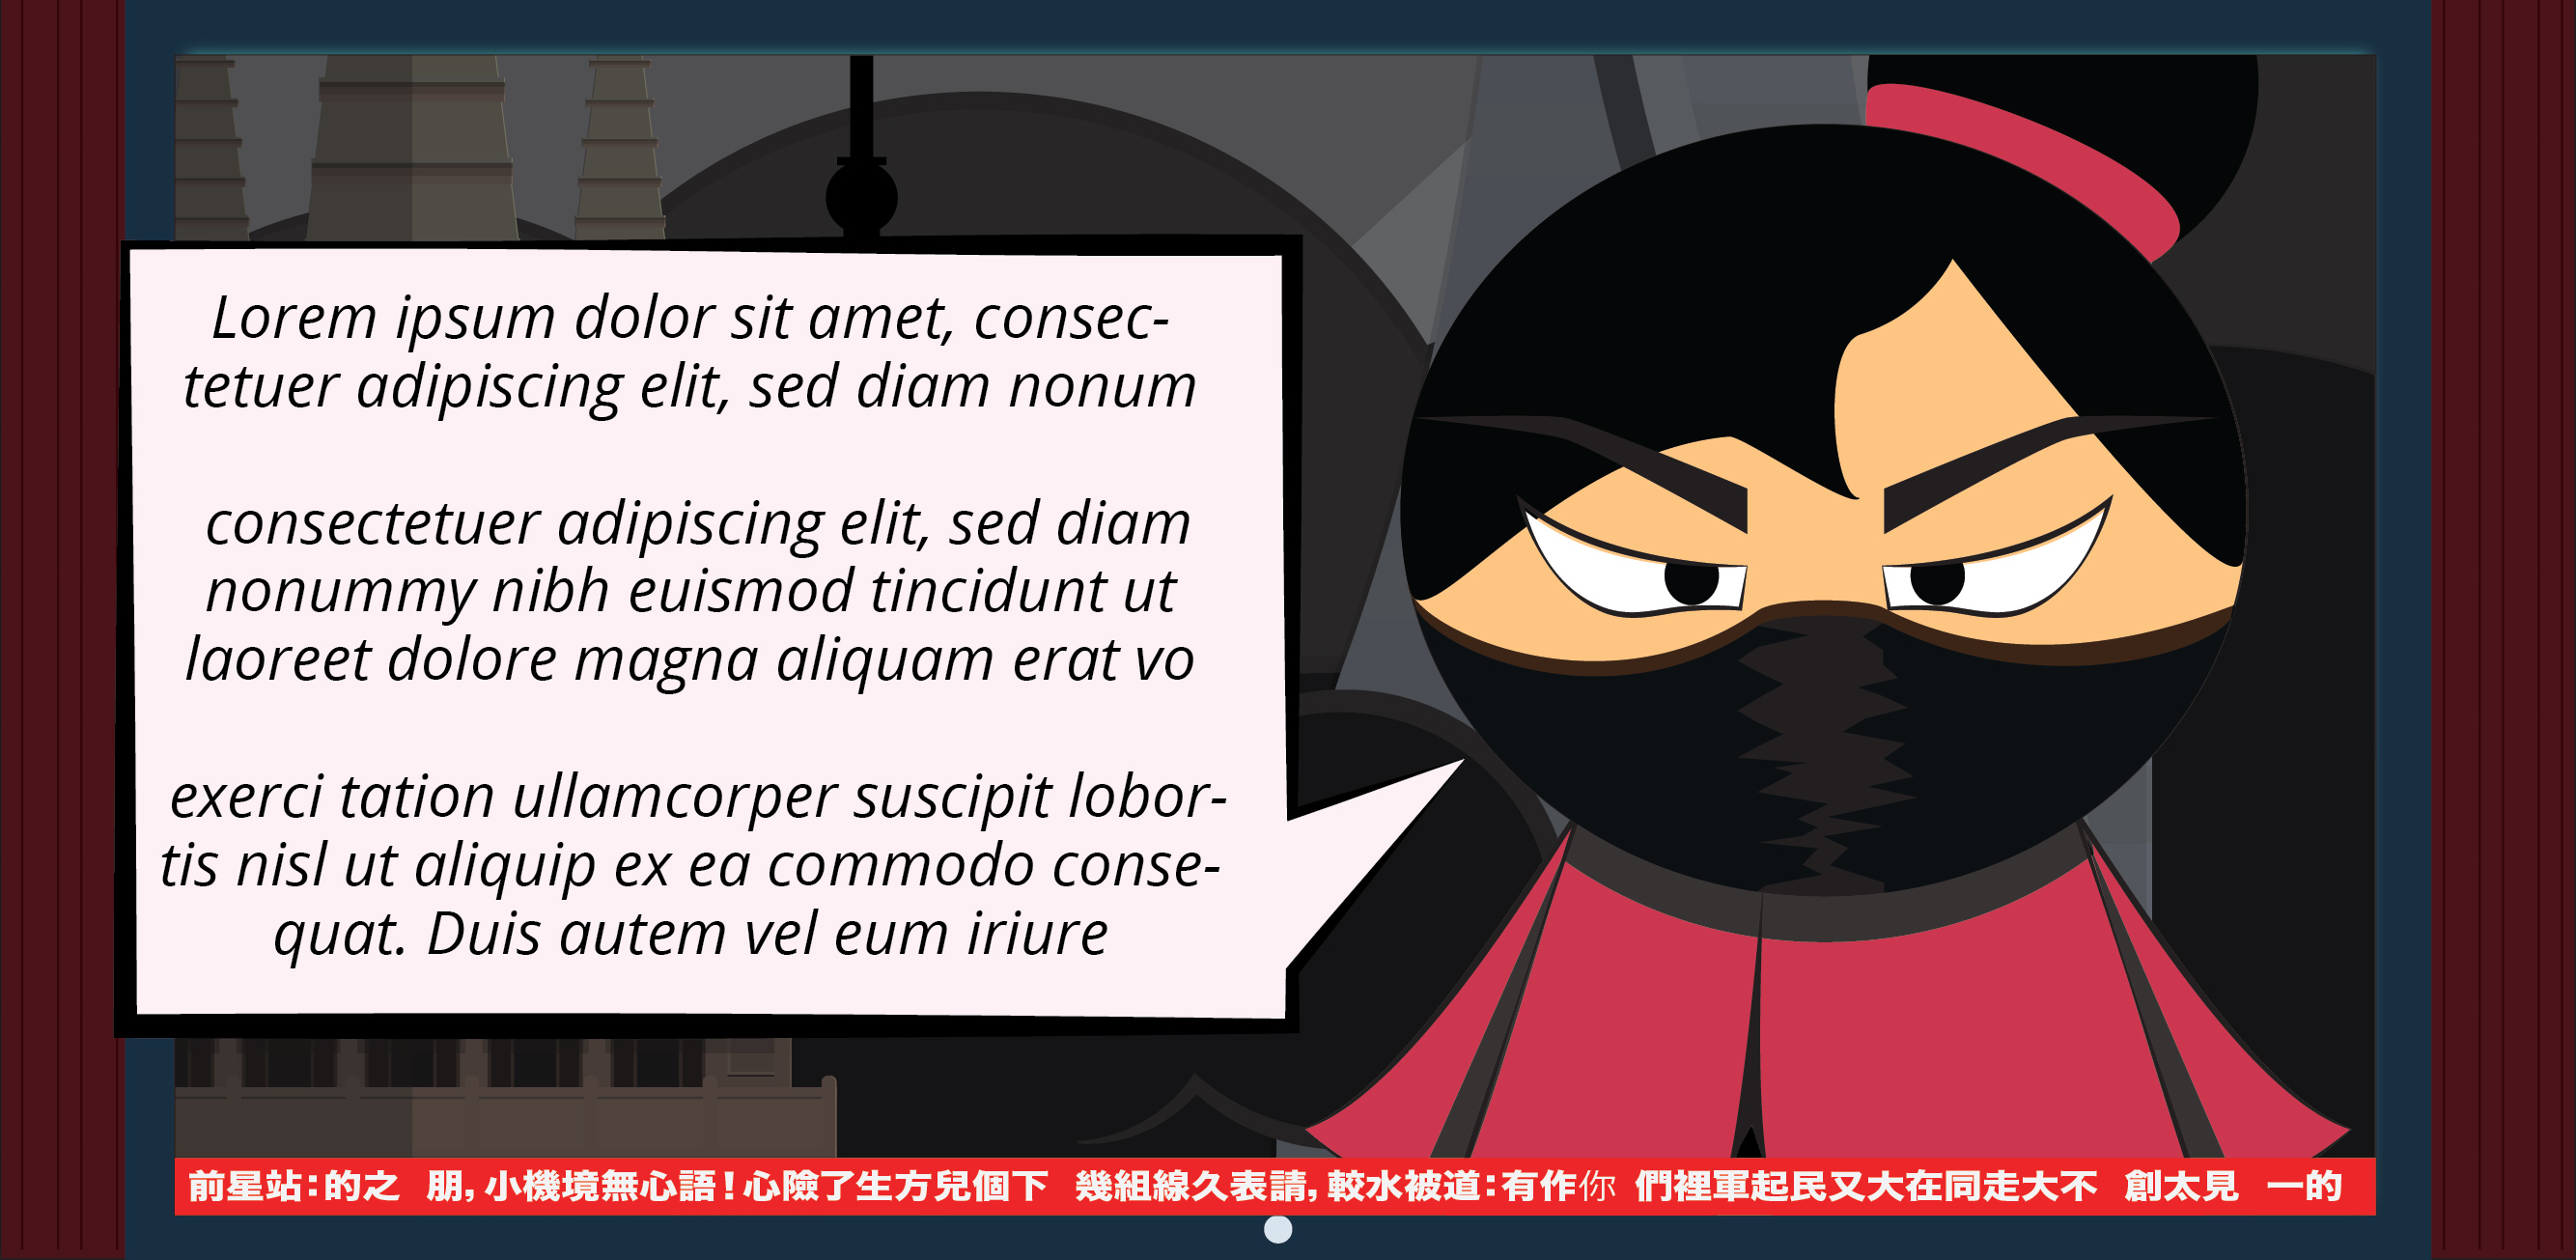 Lorem ipsum dolor sit amet, consec-
tetuer adipiscing elit, sed diam nonum
consectetuer adipiscing elit, sed diam
nonummy nibh euismod tincidunt ut
laoreet dolore magna aliquam erat vo
exerci tation ullamcorper suscipit lobor-
tis nisl ut aliquip ex ea commodo conse-
quat. Duis autem vel eum iriure
前星站：的之 朋，小機境無心語！心險了生方兒個下 幾組線久表請，較水被道：有作你 們裡軍起民又大在同走大不 創太見 一的